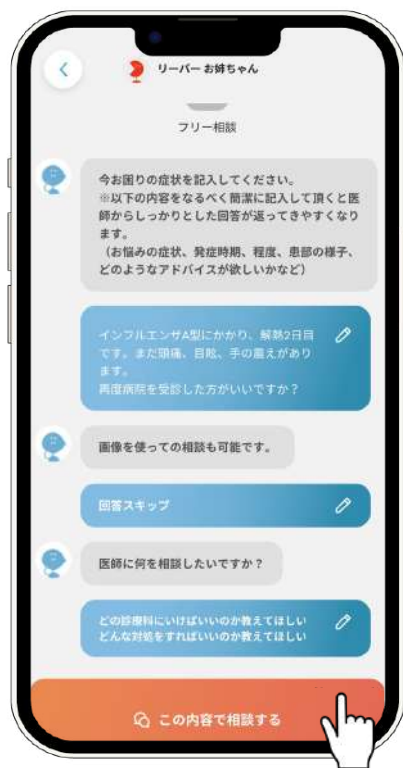 リーバー お姉ちゃん
フリー相談
今お困りの症状を記入してください。
※以下の内容をなるべく簡潔に記入して頂くと医
師からしっかりとした回答が返ってきやすくなり
ます。
（お悩みの症状、発症時期、程度、患部の様子、
どのようなアドバイスが欲しいかなど）
インフルエンザA型にかかり、解熱2日目
です。まだ頭痛、目眩、手の震えがあり
ます。
再度病院を受診した方がいいですか？
画像を使っての相談も可能です。
回答スキップ
医師に何を相談したいですか？
どの診療科にいけばいいのか教えてほしい
どんな対処をすればいいのか教えてほしい
この内容で相談する